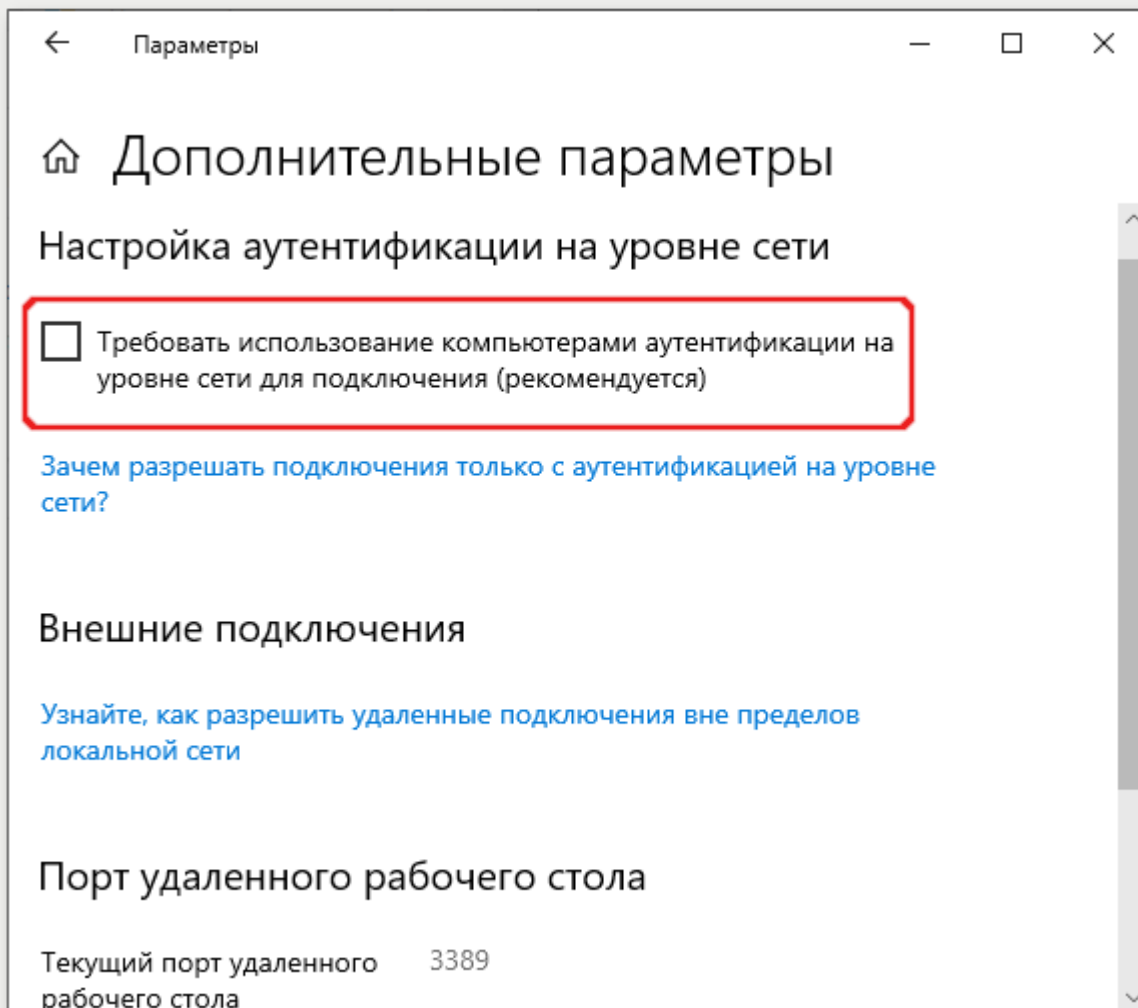 Параметры
Дополнительные параметры
Настройка аутентификации на уровне сети
Требовать использование компьютерами аутентификации на
уровне сети для подключения (рекомендуется)
Зачем разрешать подключения только с аутентификацией на уровне
сети?
Внешние подключения
Узнайте, как разрешить удаленные подключения вне пределов
локальной сети
Порт удаленного рабочего стола
Текущий порт удаленного 3389
рабочего стола